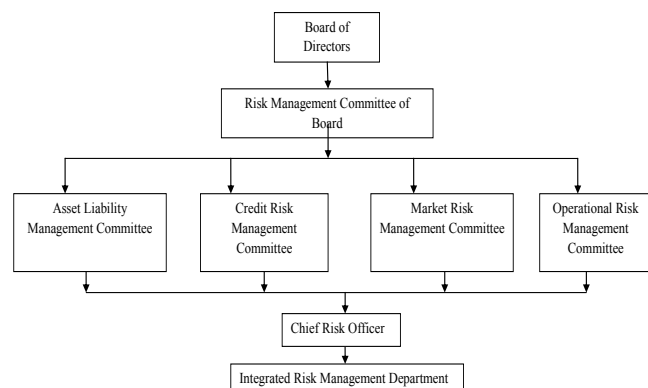 Board of
Directors
Risk Management Committee of
Board
Asset Liability
Management Committee
Credit Risk
Management
Committee
Market Risk
Management Committee
Operational Risk
Management
Committee
Chief Risk Officer
Integrated Risk Management Department